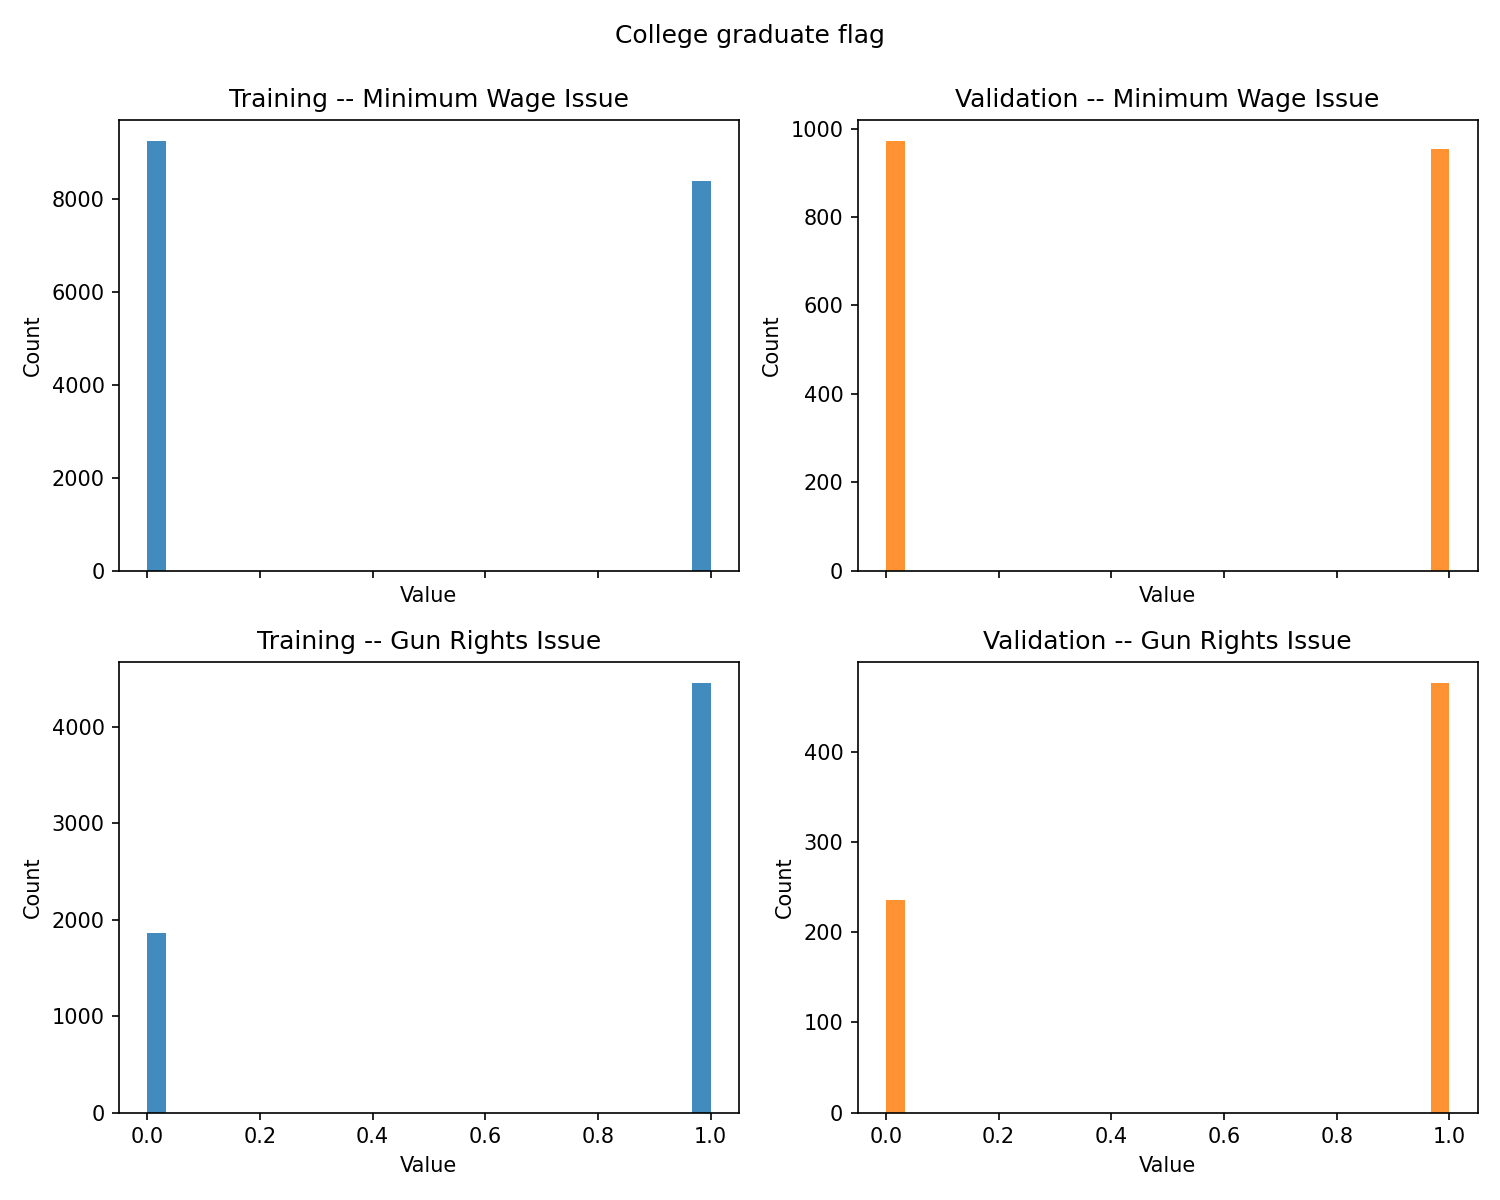 College graduate flag
Training -- Minimum Wage Issue
8000
6000
4000
2000
0
Count
Value
Validation -- Minimum Wage Issue
1000
800
600
400
200
0
Count
Value
Training -- Gun Rights Issue
4000
3000
2000
1000
0
Count
0.0 0.2 0.4 0.6 0.8 1.0
Value
Validation -- Gun Rights Issue
400
300
200
100
0
Count
0.0 0.2 0.4 0.6 0.8 1.0
Value